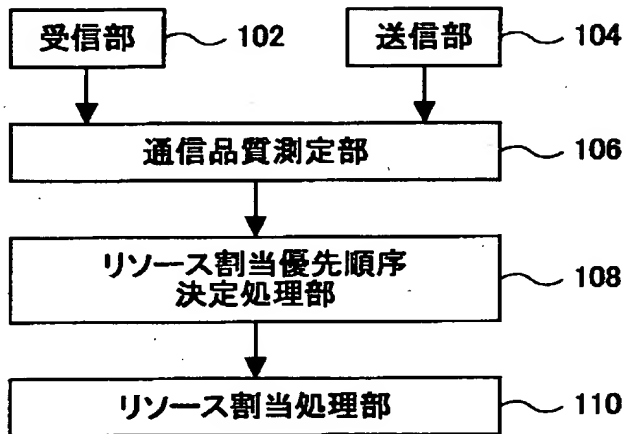 受信部 102 送信部 104
通信品質測定部 106
リソース割当優先順序
決定処理部 108
リソース割当処理部 110